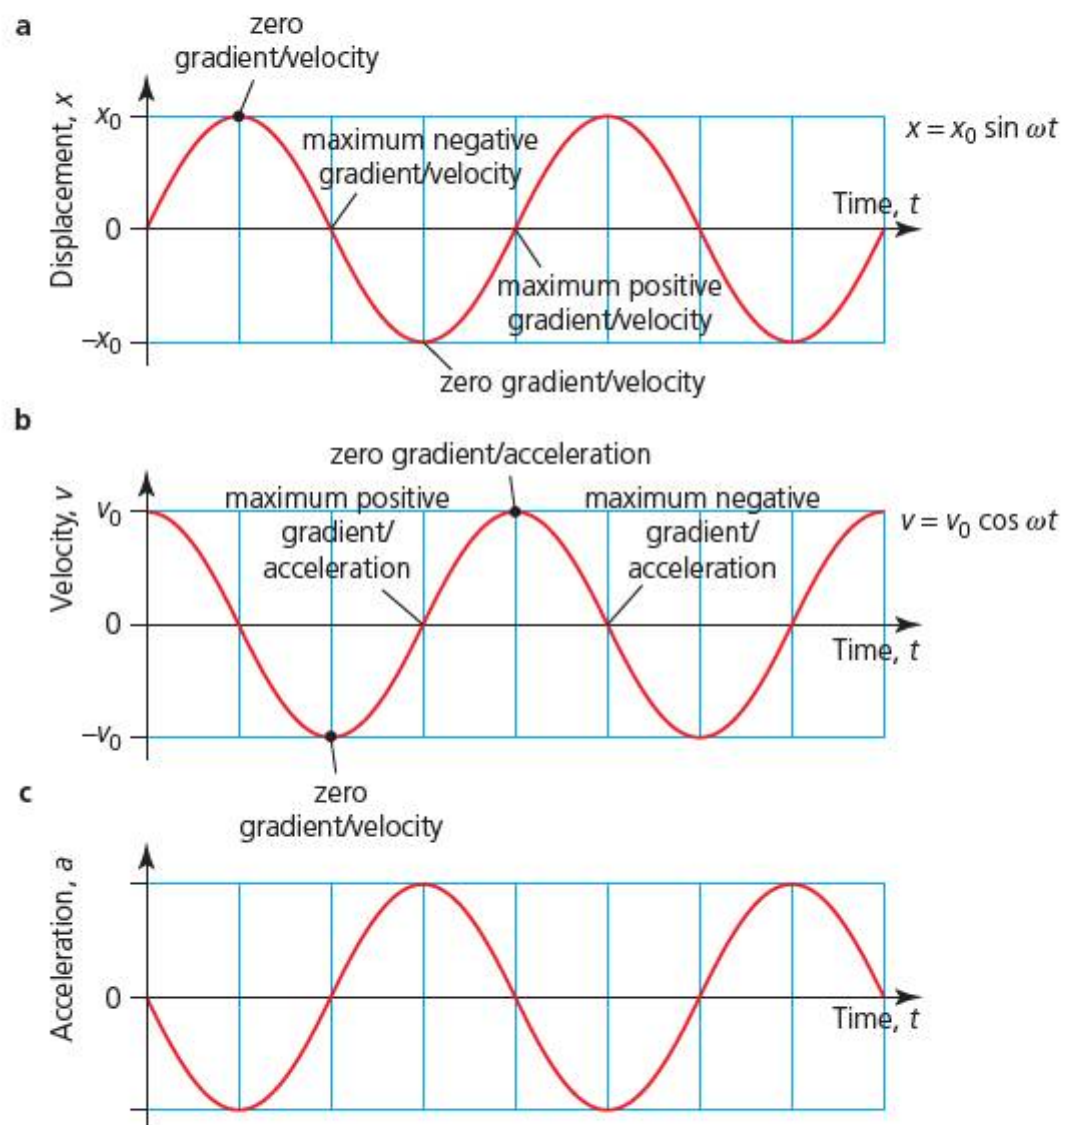 a
zero
gradient/velocity
Displacement, x
x₀
0
–x₀
maximum negative
gradient/velocity
x = x₀ sin ωt
Time, t
maximum positive
gradient/velocity
zero gradient/velocity
b
zero gradient/acceleration
Velocity, v
v₀
0
–v₀
maximum positive
gradient/
acceleration
maximum negative
gradient/
acceleration
v = v₀ cos ωt
Time, t
zero
gradient/velocity
c
Acceleration, a
0
Time, t